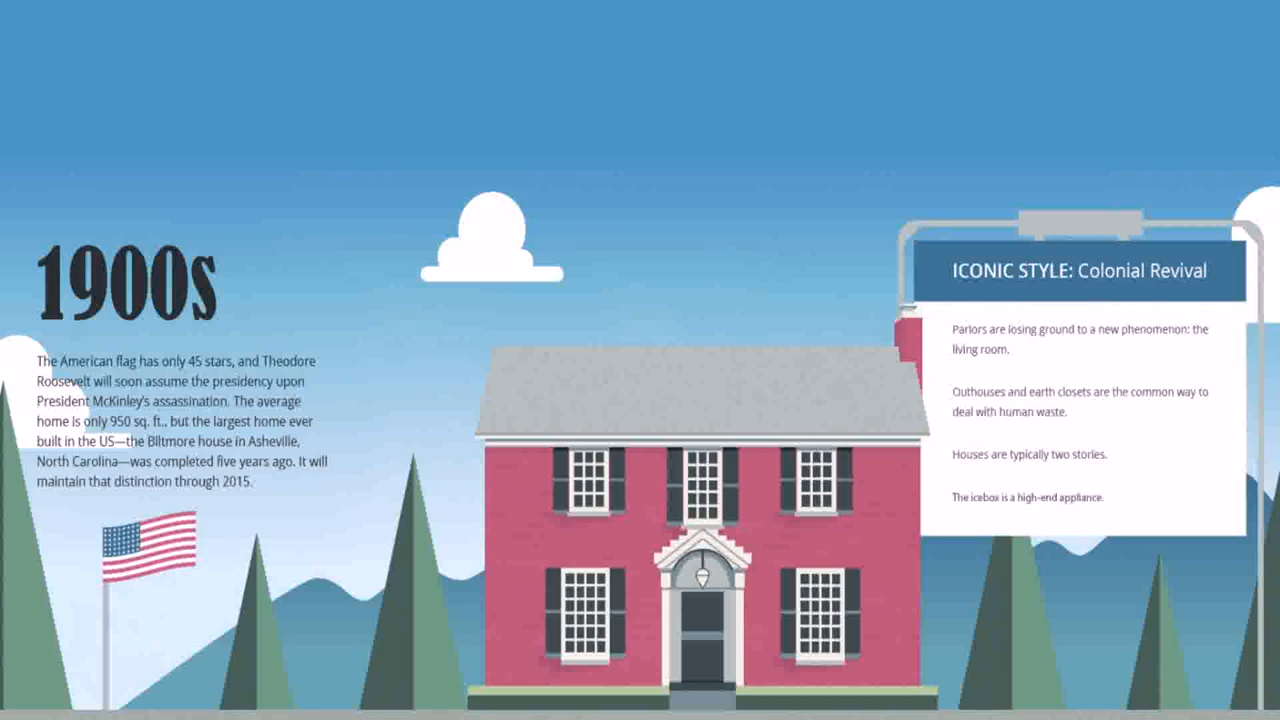 1900s
The American flag has only 45 stars, and Theodore
Roosevelt will soon assume the presidency upon
President McKinley's assassination. The average
home is only 950 sq. ft., but the largest home ever
built in the US—the Biltmore house in Asheville,
North Carolina—was completed five years ago. It will
maintain that distinction through 2015.
ICONIC STYLE: Colonial Revival
Parlors are losing ground to a new phenomenon: the
living room.
Outhouses and earth closets are the common way to
deal with human waste.
Houses are typically two stories.
The icebox is a high-end appliance.